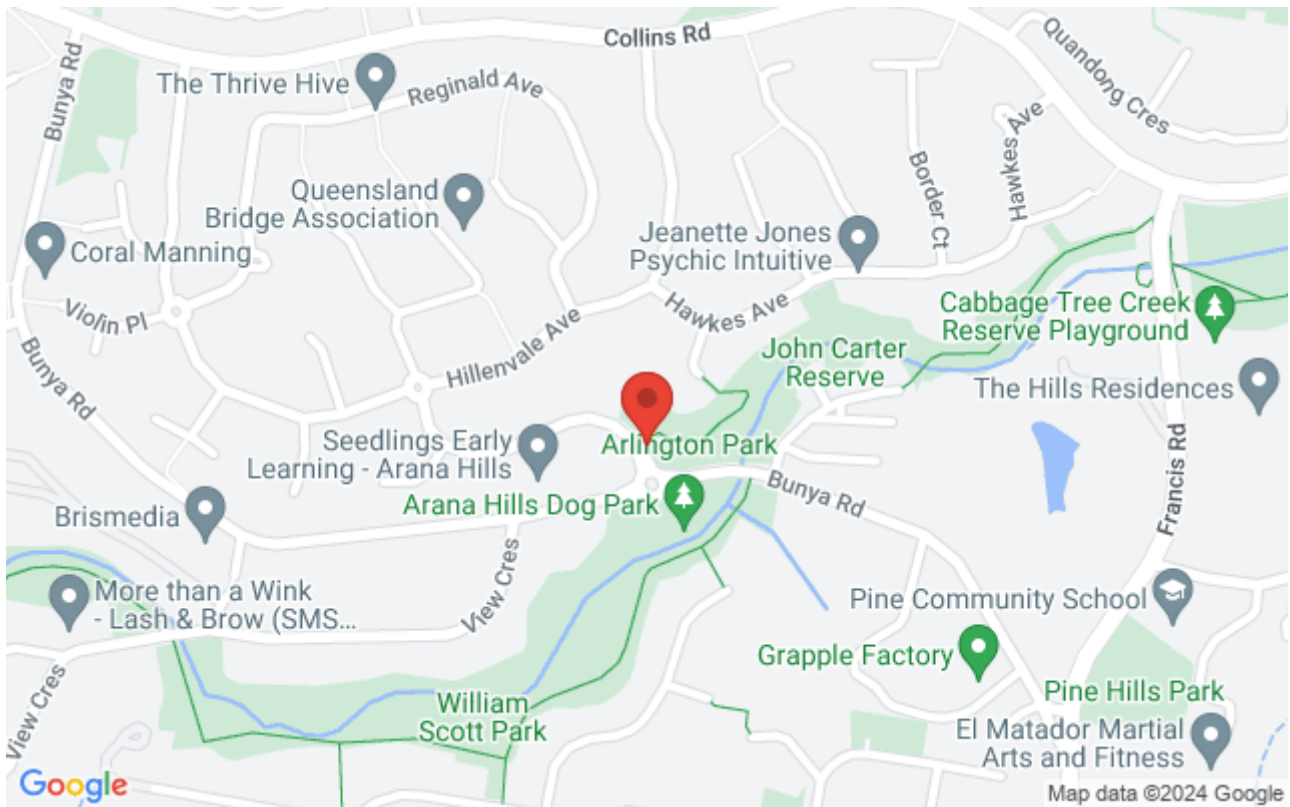 Collins Rd
Bunya Rd
The Thrive Hive
Reginald Ave
Quandong Cres
Border Ct
Hawkes Ave
Queensland
Bridge Association
Coral Manning
Jeanette Jones
Psychic Intuitive
Violin Pl
Hawkes Ave
Cabbage Tree Creek
Reserve Playground
Hillenvale Ave
John Carter
Reserve
The Hills Residences
Bunya Rd
Seedlings Early
Learning - Arana Hills
Arlington Park
Arana Hills Dog Park
Bunya Rd
Francis Rd
Brismedia
View Cres
More than a Wink
- Lash & Brow (SMS...
Pine Community School
Grapple Factory
View Cres
William
Scott Park
Pine Hills Park
El Matador Martial
Arts and Fitness
Google
Map data ©2024 Google